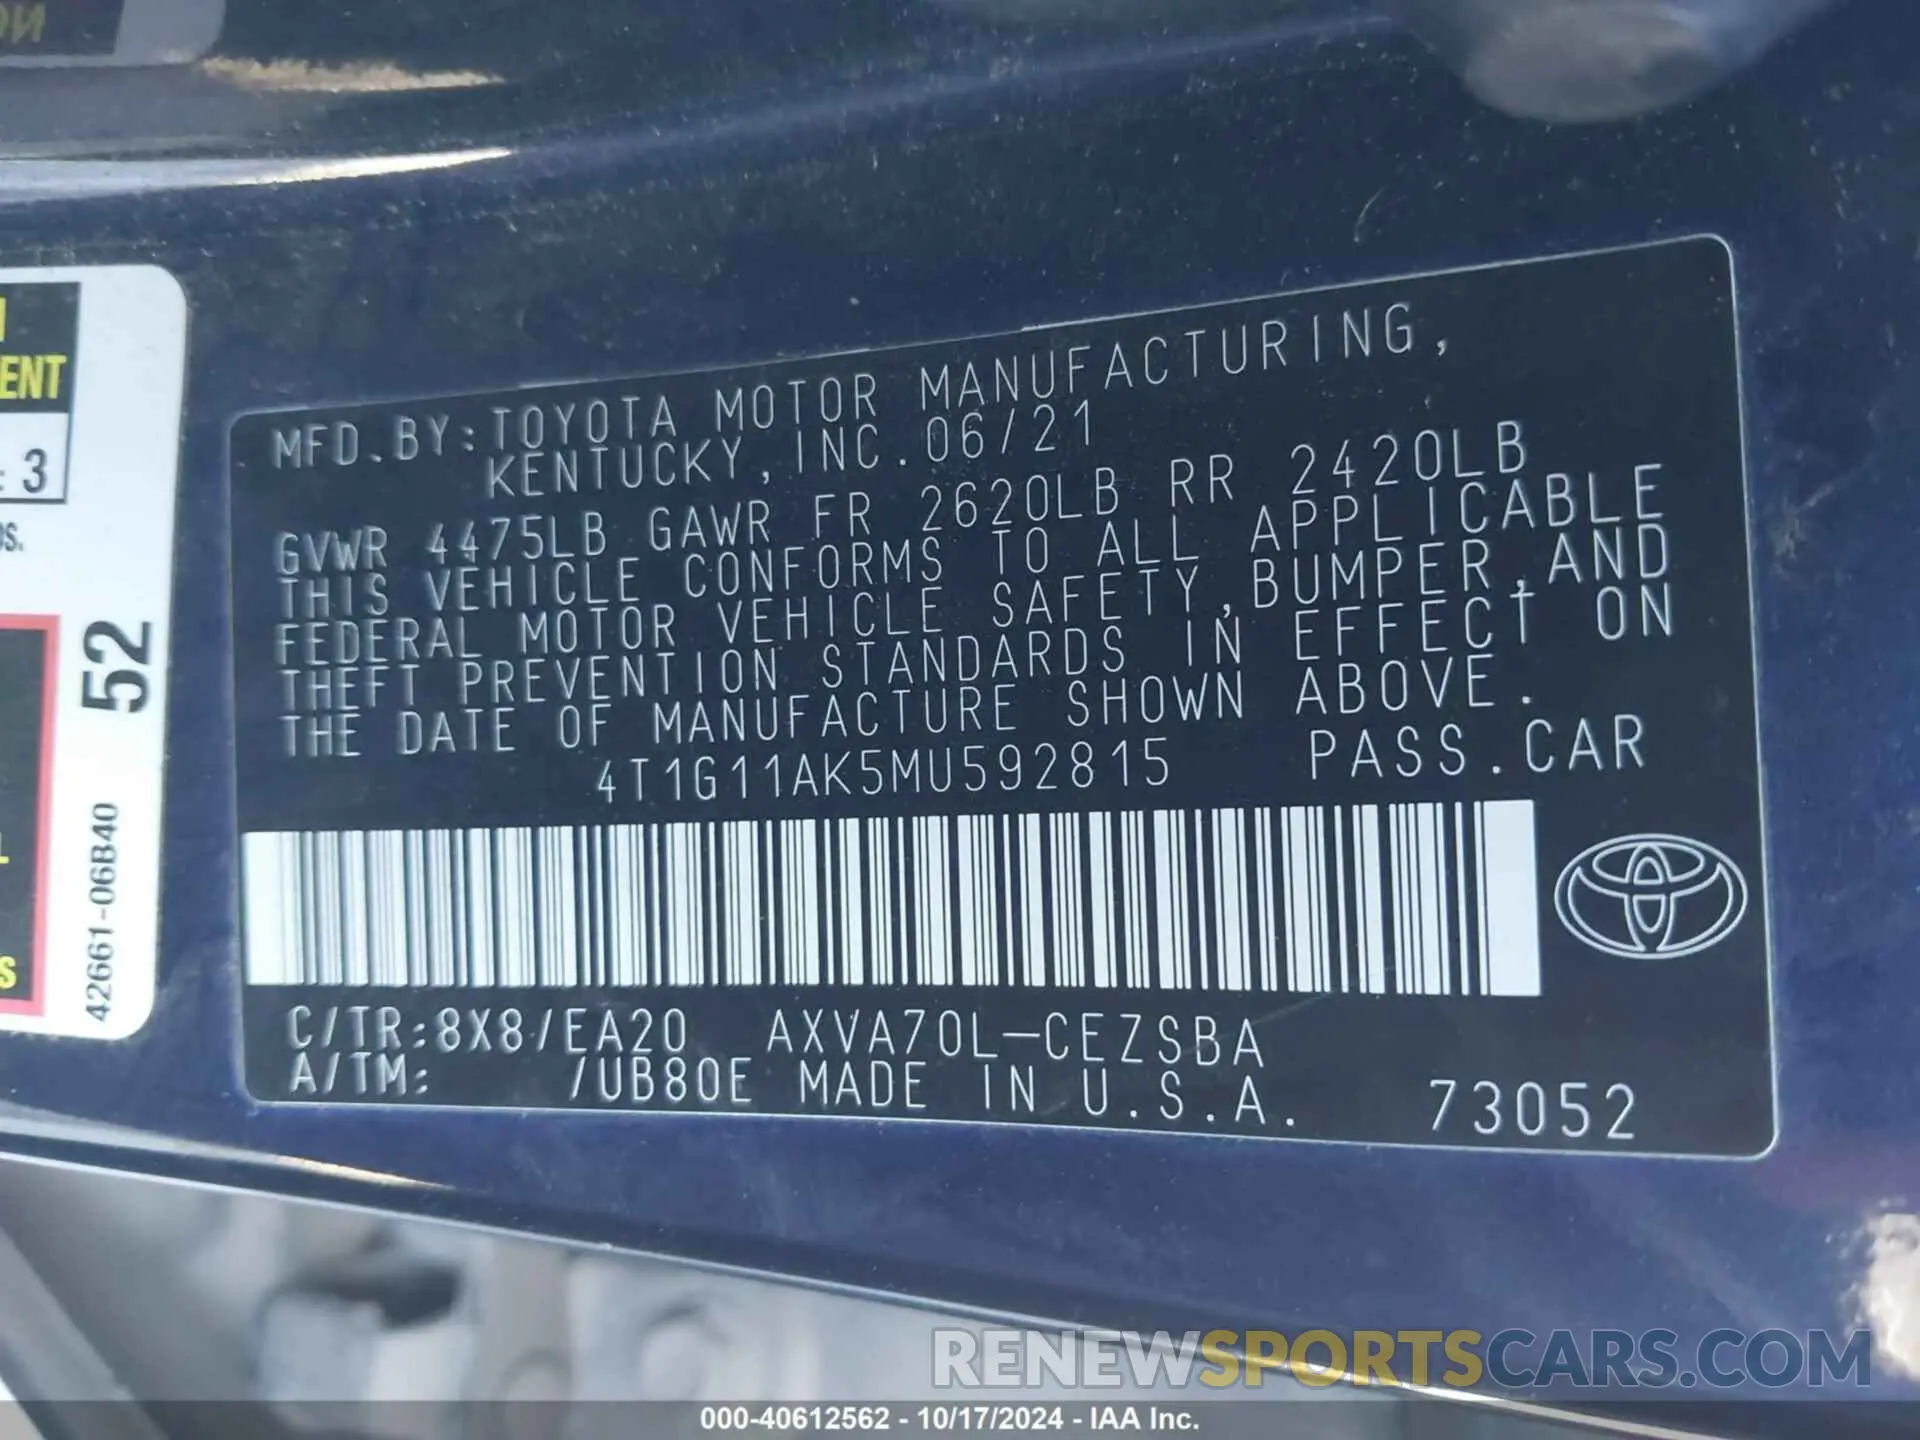 ENT
: 3
52
42661-06B40
S
MFD.BY:TOYOTA MOTOR MANUFACTURING,
KENTUCKY, INC. 06/21
GVWR 4475LB GAWR FR 2620LB RR 2420LB
THIS VEHICLE CONFORMS TO ALL APPLICABLE
FEDERAL MOTOR VEHICLE SAFETY,BUMPER,AND
THEFT PREVENTION STANDARDS IN EFFECT ON
THE DATE OF MANUFACTURE SHOWN ABOVE.
4T1G11AK5MU592815 PASS.CAR
C/TR:8X8/EA20 AXVA70L-CEZSBA
A/TM: /UB80E MADE IN U.S.A. 73052
RENEWSPORTSCARS.COM
000-40612562 - 10/17/2024 - IAA Inc.